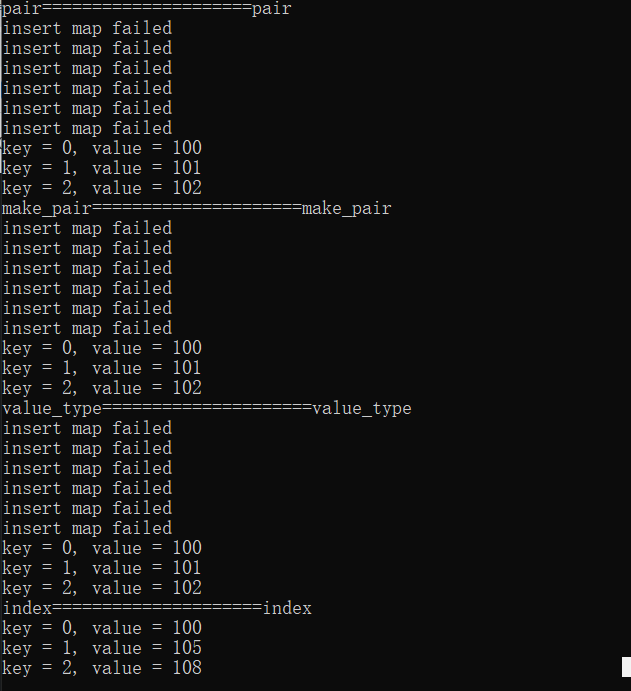 pair=====================pair
insert map failed
insert map failed
insert map failed
insert map failed
insert map failed
insert map failed
key = 0, value = 100
key = 1, value = 101
key = 2, value = 102
make_pair=====================make_pair
insert map failed
insert map failed
insert map failed
insert map failed
insert map failed
insert map failed
key = 0, value = 100
key = 1, value = 101
key = 2, value = 102
value_type=====================value_type
insert map failed
insert map failed
insert map failed
insert map failed
insert map failed
insert map failed
key = 0, value = 100
key = 1, value = 101
key = 2, value = 102
index=====================index
key = 0, value = 100
key = 1, value = 105
key = 2, value = 108